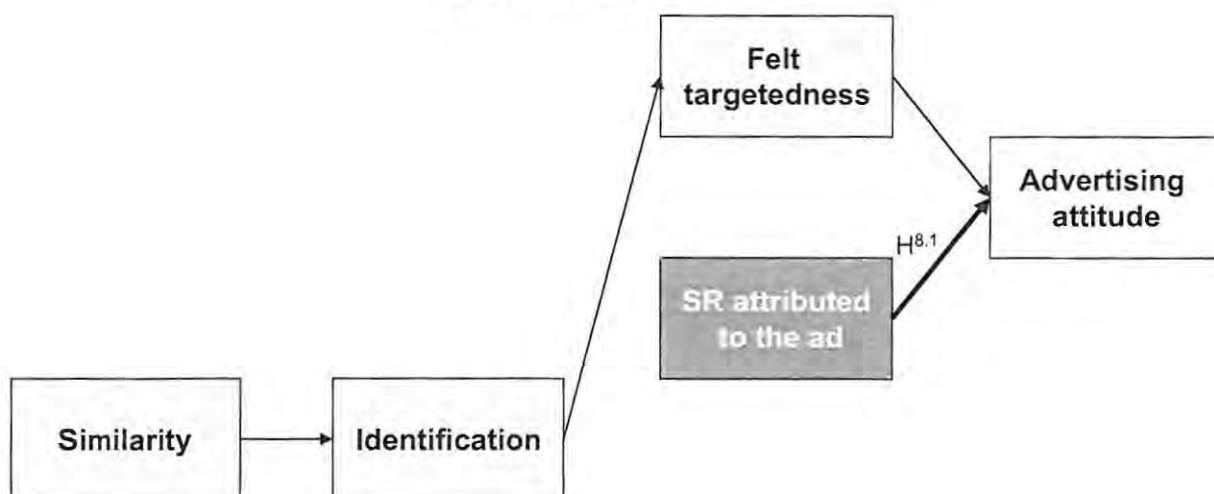 Felt
targetedness
Advertising
attitude
H8.1
SR attributed
to the ad
Similarity
Identification